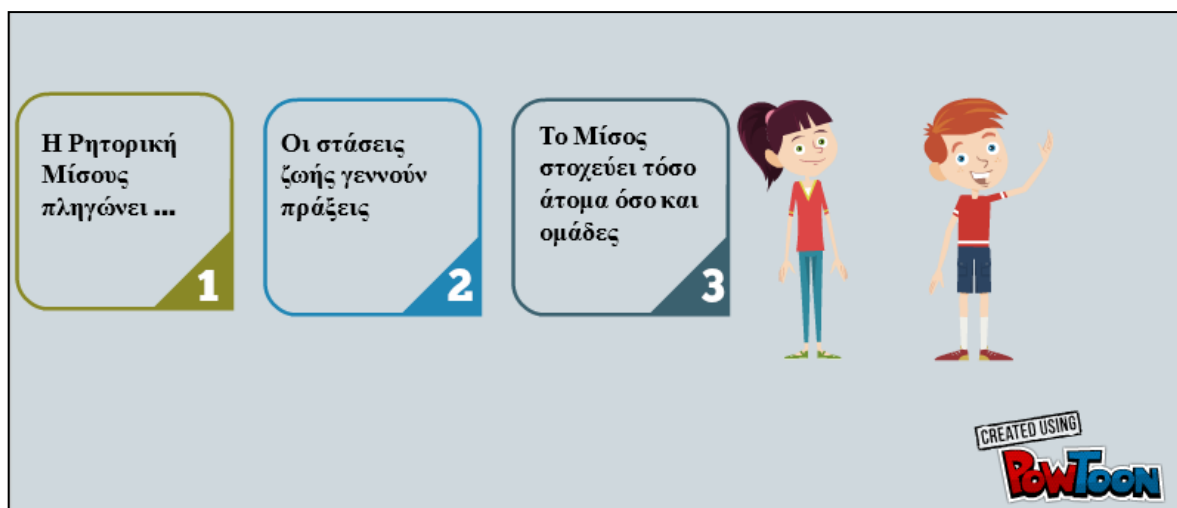 Η Ρητορική
Μίσους
πληγώνει ...
1
Οι στάσεις
ζωής γεννούν
πράξεις
2
Το Μίσος
στοχεύει τόσο
άτομα όσο και
ομάδες
3
CREATED USING
POWTOON